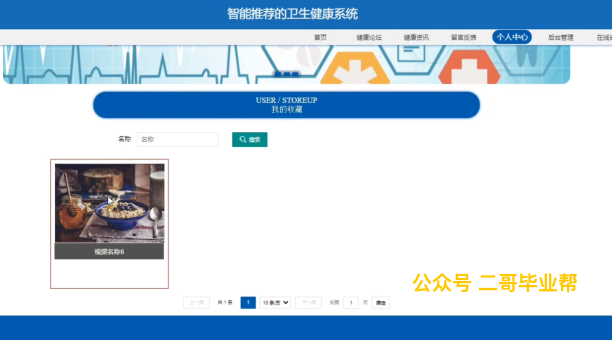 智能推荐的卫生健康系统
首页 健康论坛 健康资讯 留言反馈 个人中心 后台管理 在线
USER / STOREUP
我的收藏
名称 名称 搜索
视频名称6
公众号 二哥毕业帮
上一页 共1条 1 10条/页 下一页 1 页 确定